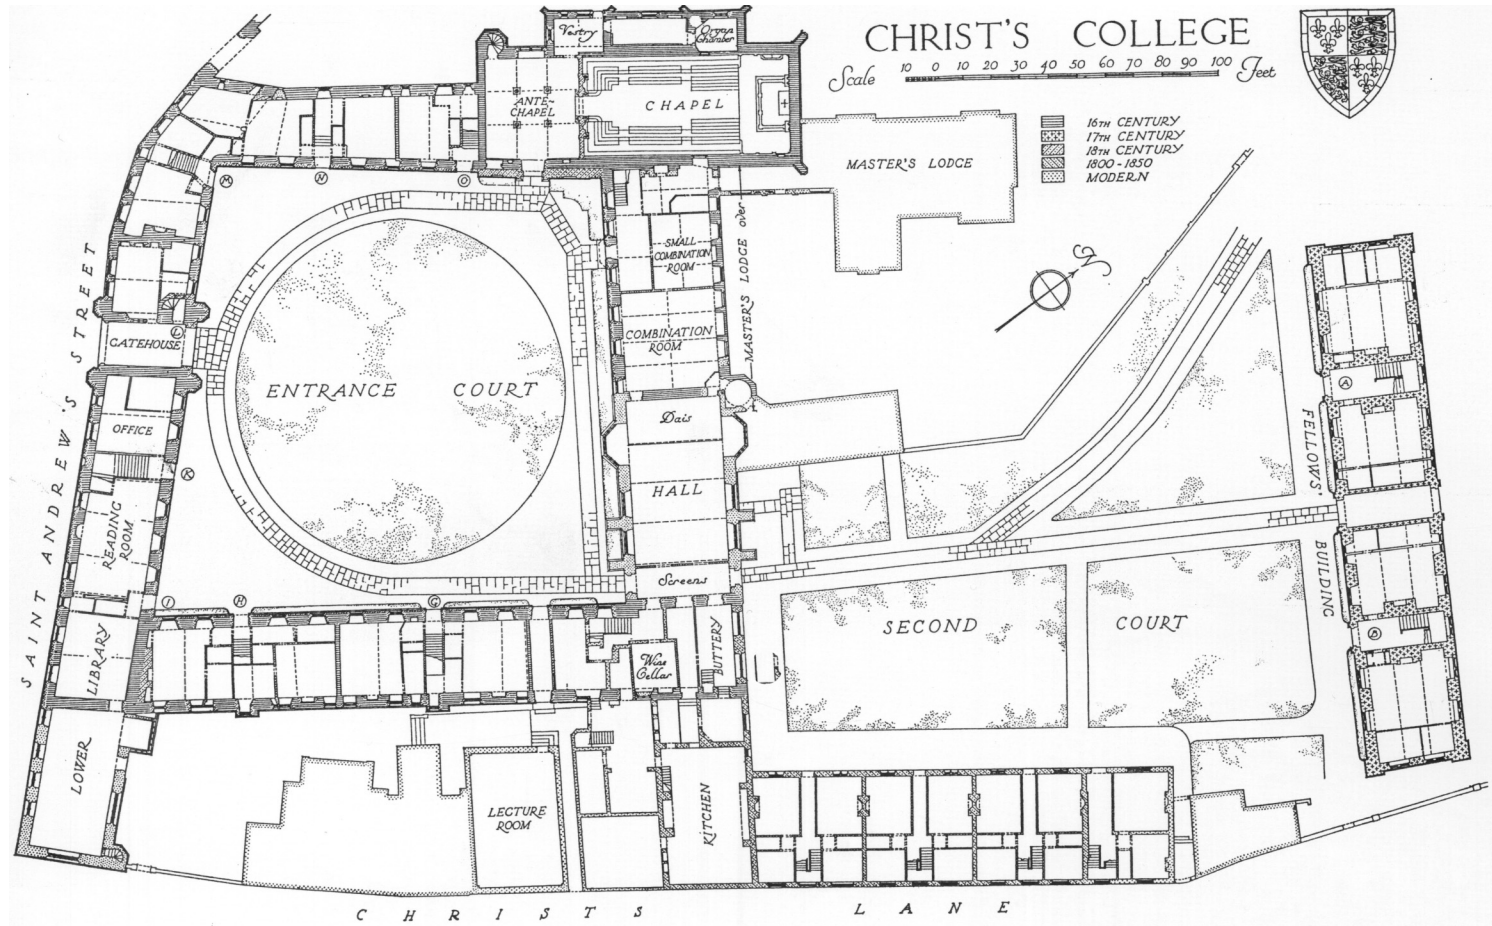 Vestry
Organ
Chamber
CHRIST'S COLLEGE
Scale
10 0 10 20 30 40 50 60 70 80 90 100
Feet
ANTE-
CHAPEL
CHAPEL
16TH CENTURY
17TH CENTURY
18TH CENTURY
1800-1850
MODERN
MASTER'S LODGE
M
N
O
SMALL
COMBINATION
ROOM
MASTER'S LODGE over
N
SAINT ANDREW'S STREET
L
GATEHOUSE
COMBINATION
ROOM
ENTRANCE COURT
Dais
A
OFFICE
K
HALL
FELLOWS'
BUILDING
READING
ROOM
Screens
I
H
G
SECOND COURT
B
LIBRARY
Wine
Cellar
BUTTERY
LOWER
LECTURE
ROOM
KITCHEN
CHRISTS LANE